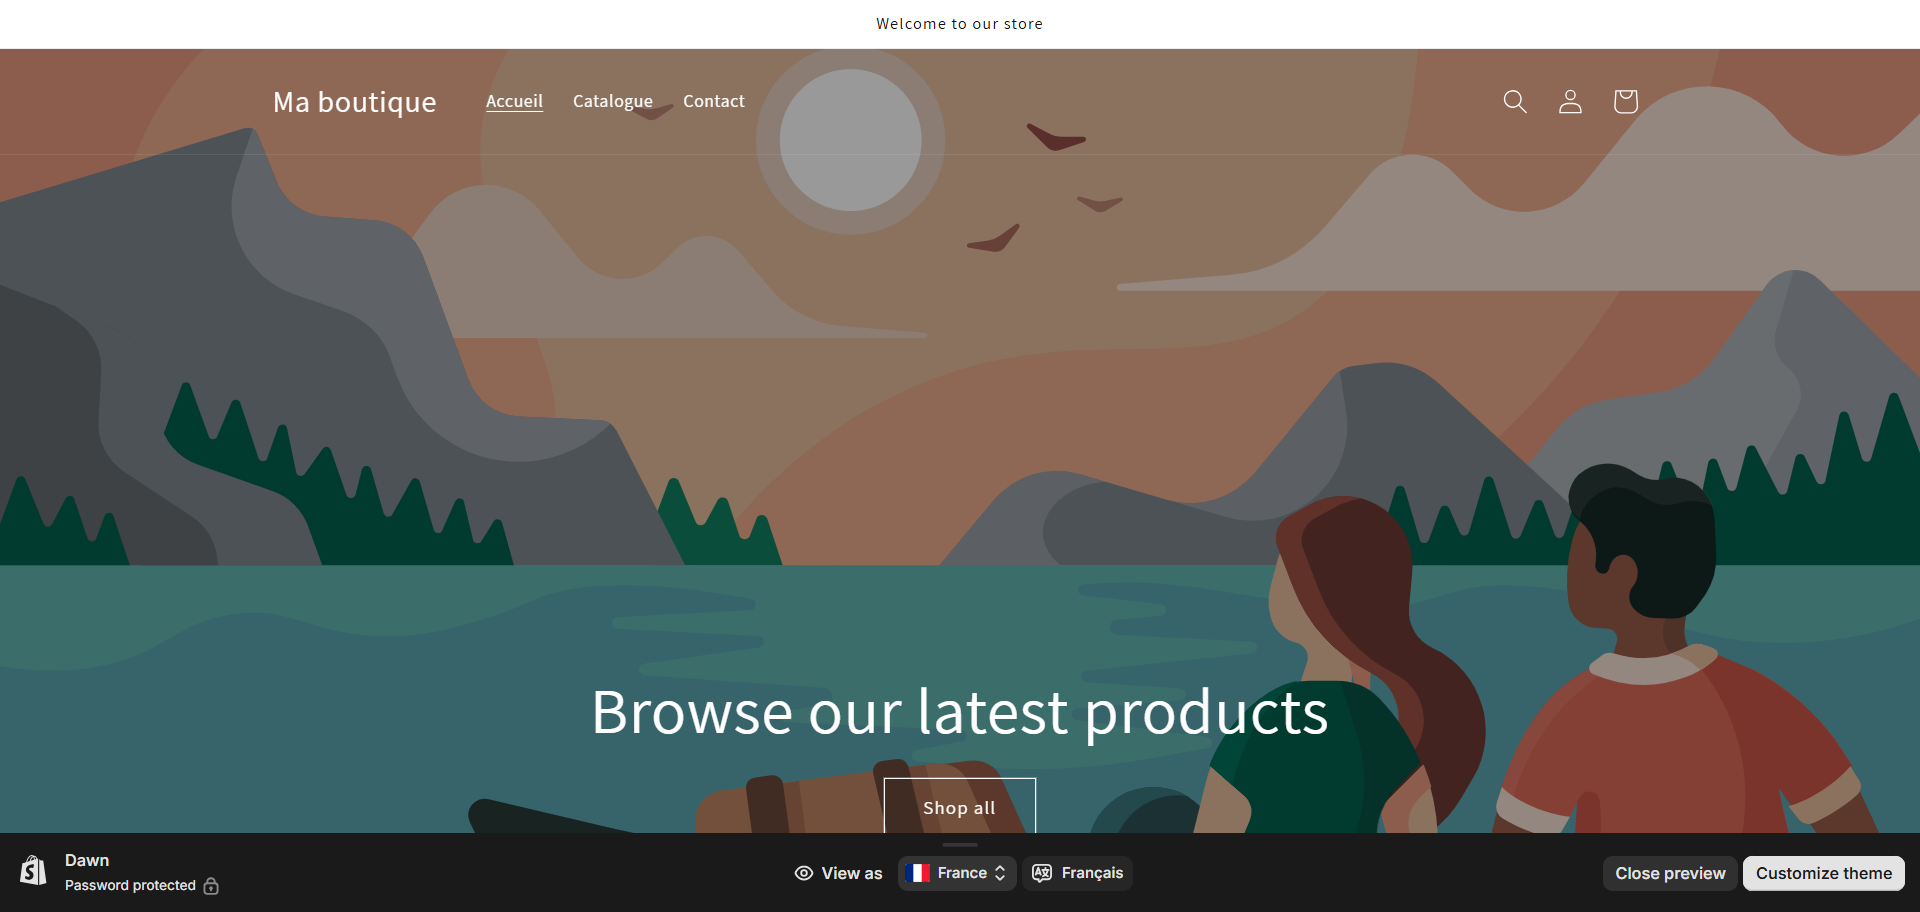 Welcome to our store
Ma boutique Accueil Catalogue Contact
Browse our latest products
Shop all
Dawn
Password protected
View as France Français Close preview Customize theme